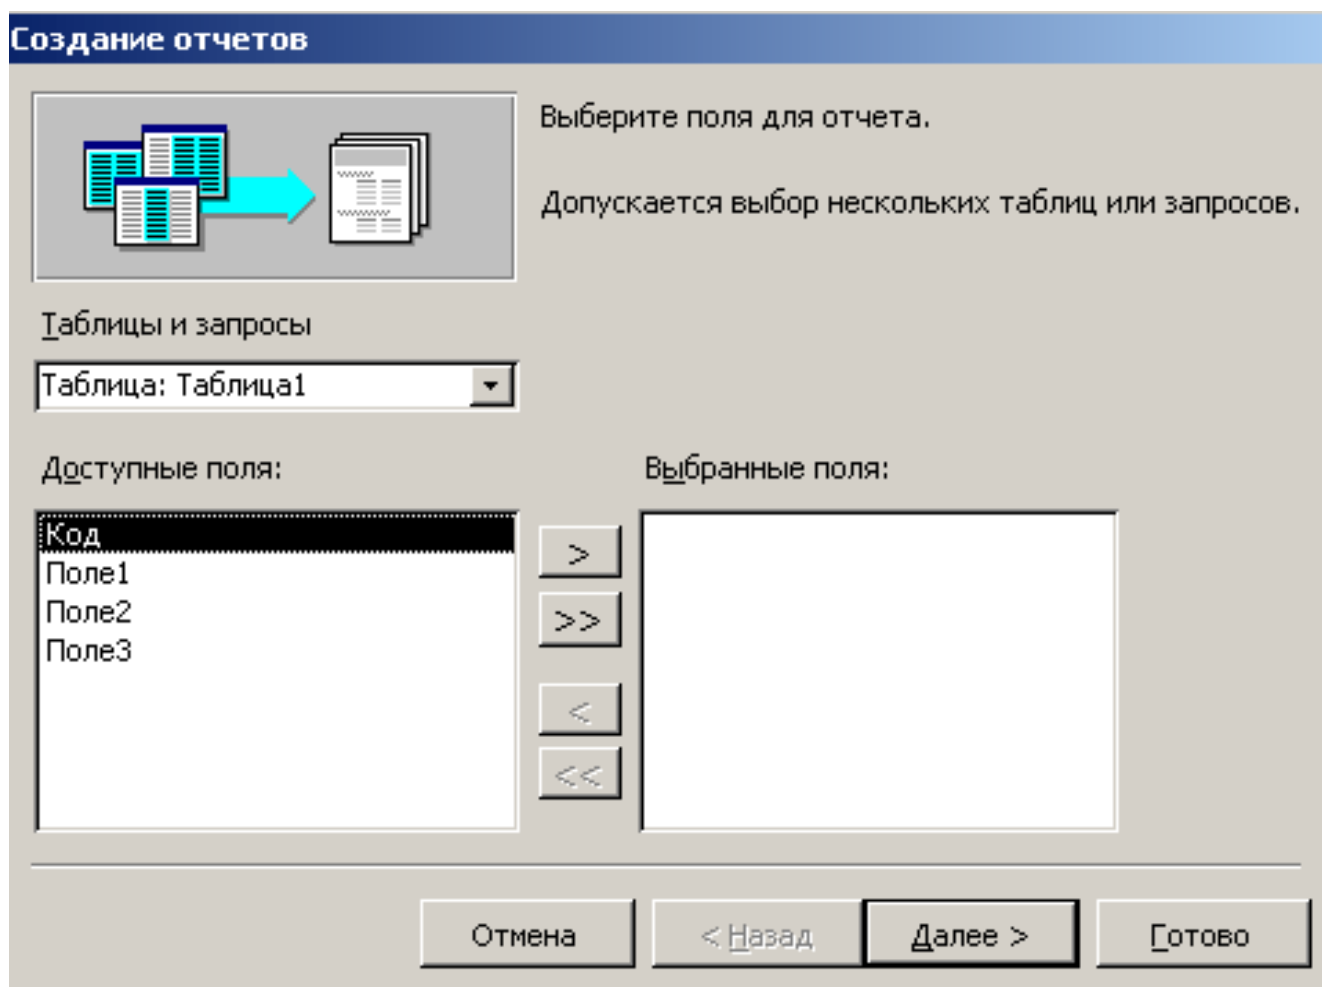 Создание отчетов
Выберите поля для отчета.
Допускается выбор нескольких таблиц или запросов.
Таблицы и запросы
Таблица: Таблица1
Доступные поля:
Выбранные поля:
Код
Поле1
Поле2
Поле3
>
>>
<
<<
Отмена
< Назад
Далее >
Готово